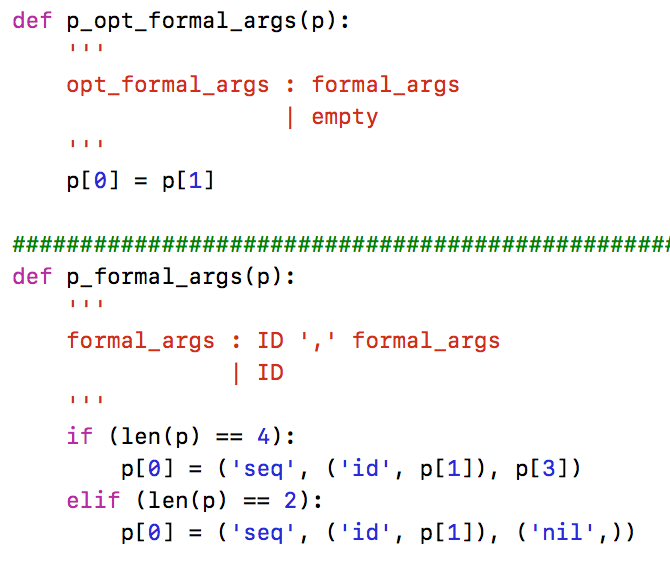 def p_opt_formal_args(p):
    '''
    opt_formal_args : formal_args
                    | empty
    '''
    p[0] = p[1]
##################################################
def p_formal_args(p):
    '''
    formal_args : ID ',' formal_args
                | ID
    '''
    if (len(p) == 4):
        p[0] = ('seq', ('id', p[1]), p[3])
    elif (len(p) == 2):
        p[0] = ('seq', ('id', p[1]), ('nil',))